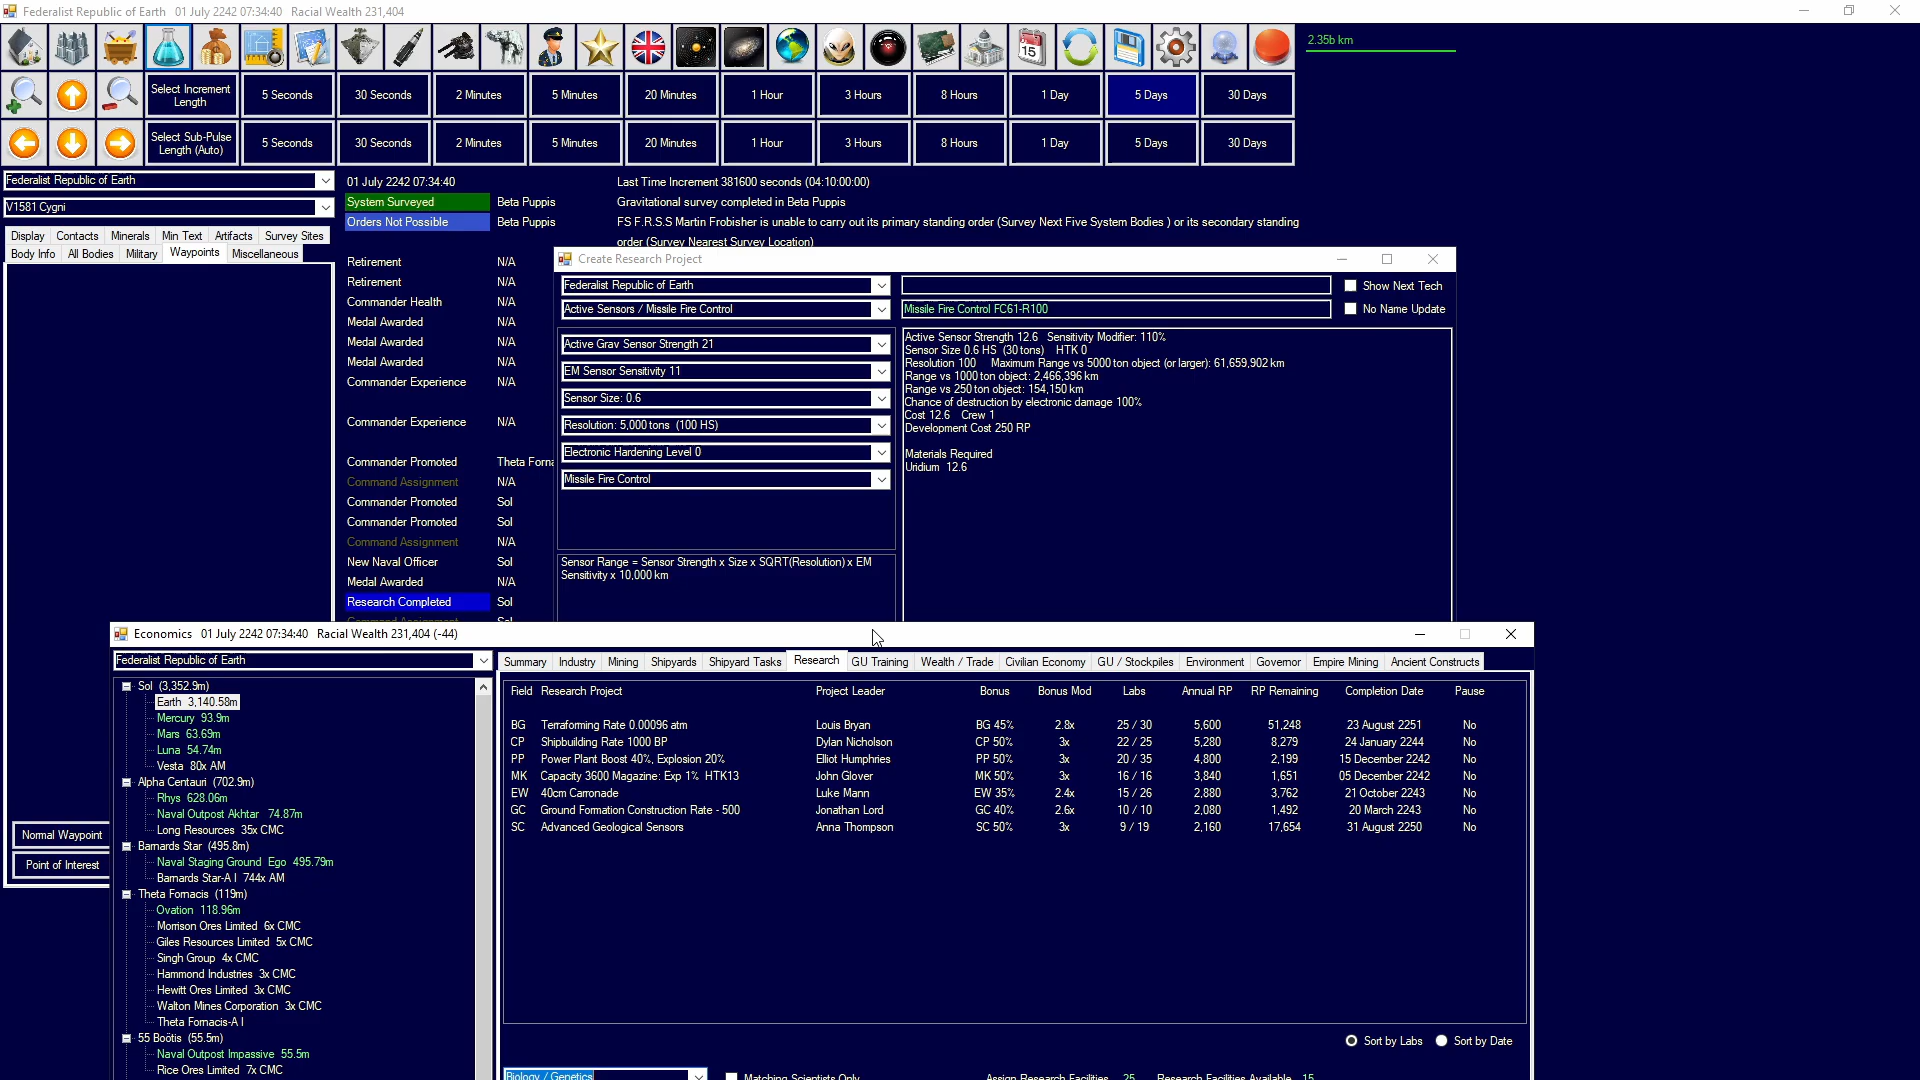 Federalist Republic of Earth   01 July 2242 07:34:40   Racial Wealth 231,404
2.35b km
Select Increment Length
5 Seconds
30 Seconds
2 Minutes
5 Minutes
20 Minutes
1 Hour
3 Hours
8 Hours
1 Day
5 Days
30 Days
Select Sub-Pulse Length (Auto)
5 Seconds
30 Seconds
2 Minutes
5 Minutes
20 Minutes
1 Hour
3 Hours
8 Hours
1 Day
5 Days
30 Days
Federalist Republic of Earth
V1581 Cygni
Display Contacts Minerals Min Text Artifacts Survey Sites
Body Info All Bodies Military Waypoints Miscellaneous
Normal Waypoint
Point of Interest
01 July 2242 07:34:40 Last Time Increment 381600 seconds (04:10:00:00)
System Surveyed Beta Puppis Gravitational survey completed in Beta Puppis
Orders Not Possible Beta Puppis FS F.R.S.S Martin Frobisher is unable to carry out its primary standing order (Survey Next Five System Bodies ) or its secondary standing
order (Survey Nearest Survey Location)
Retirement N/A
Retirement N/A
Commander Health N/A
Medal Awarded N/A
Medal Awarded N/A
Medal Awarded N/A
Commander Experience N/A
Commander Experience N/A
Commander Promoted Theta Forna
Command Assignment N/A
Commander Promoted Sol
Commander Promoted Sol
Command Assignment N/A
New Naval Officer Sol
Medal Awarded N/A
Research Completed Sol
Create Research Project
Federalist Republic of Earth
Show Next Tech
Active Sensors / Missile Fire Control
Missile Fire Control FC61-R100
No Name Update
Active Grav Sensor Strength 21
EM Sensor Sensitivity 11
Sensor Size: 0.6
Resolution: 5,000 tons (100 HS)
Electronic Hardening Level 0
Missile Fire Control
Active Sensor Strength 12.6   Sensitivity Modifier: 110%
Sensor Size 0.6 HS (30 tons)   HTK 0
Resolution 100   Maximum Range vs 5000 ton object (or larger): 61,659,902 km
Range vs 1000 ton object: 2,466,396 km
Range vs 250 ton object: 154,150 km
Chance of destruction by electronic damage 100%
Cost 12.6   Crew 1
Development Cost 250 RP
Materials Required
Uridium 12.6
Sensor Range = Sensor Strength x Size x SQRT(Resolution) x EM
Sensitivity x 10,000 km
Economics   01 July 2242 07:34:40   Racial Wealth 231,404 (-44)
Federalist Republic of Earth
Summary Industry Mining Shipyards Shipyard Tasks Research GU Training Wealth / Trade Civilian Economy GU / Stockpiles Environment Governor Empire Mining Ancient Constructs
Sol (3,352.9m)
Earth 3,140.58m
Mercury 93.9m
Mars 63.69m
Luna 54.74m
Vesta 80x AM
Alpha Centauri (702.9m)
Rhys 628.06m
Naval Outpost Akhtar 74.87m
Long Resources 35x CMC
Barnards Star (495.8m)
Naval Staging Ground Ego 495.79m
Barnards Star-A I 744x AM
Theta Fornacis (119m)
Ovation 118.96m
Morrison Ores Limited 6x CMC
Giles Resources Limited 5x CMC
Singh Group 4x CMC
Hammond Industries 3x CMC
Hewitt Ores Limited 3x CMC
Walton Mines Corporation 3x CMC
Theta Fornacis-A I
55 Boötis (55.5m)
Naval Outpost Impassive 55.5m
Rice Ores Limited 7x CMC
Field Research Project Project Leader Bonus Bonus Mod Labs Annual RP RP Remaining Completion Date Pause
BG Terraforming Rate 0.00096 atm Louis Bryan BG 45% 2.8x 25 / 30 5,600 51,248 23 August 2251 No
CP Shipbuilding Rate 1000 BP Dylan Nicholson CP 50% 3x 22 / 25 5,280 8,279 24 January 2244 No
PP Power Plant Boost 40%, Explosion 20% Elliot Humphries PP 50% 3x 20 / 35 4,800 2,199 15 December 2242 No
MK Capacity 3600 Magazine: Exp 1% HTK13 John Glover MK 50% 3x 16 / 16 3,840 1,651 05 December 2242 No
EW 40cm Carronade Luke Mann EW 35% 2.4x 15 / 26 2,880 3,762 21 October 2243 No
GC Ground Formation Construction Rate - 500 Jonathan Lord GC 40% 2.6x 10 / 10 2,080 1,492 20 March 2243 No
SC Advanced Geological Sensors Anna Thompson SC 50% 3x 9 / 19 2,160 17,654 31 August 2250 No
Sort by Labs Sort by Date
Biology / Genetics Matching Scientists Only Assign Research Facilities 25 Research Facilities Available 15